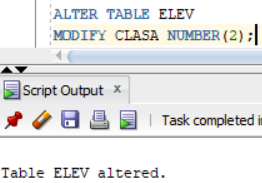 ALTER TABLE ELEV
MODIFY CLASA NUMBER(2);
Script Output x
Task completed i
Table ELEV altered.